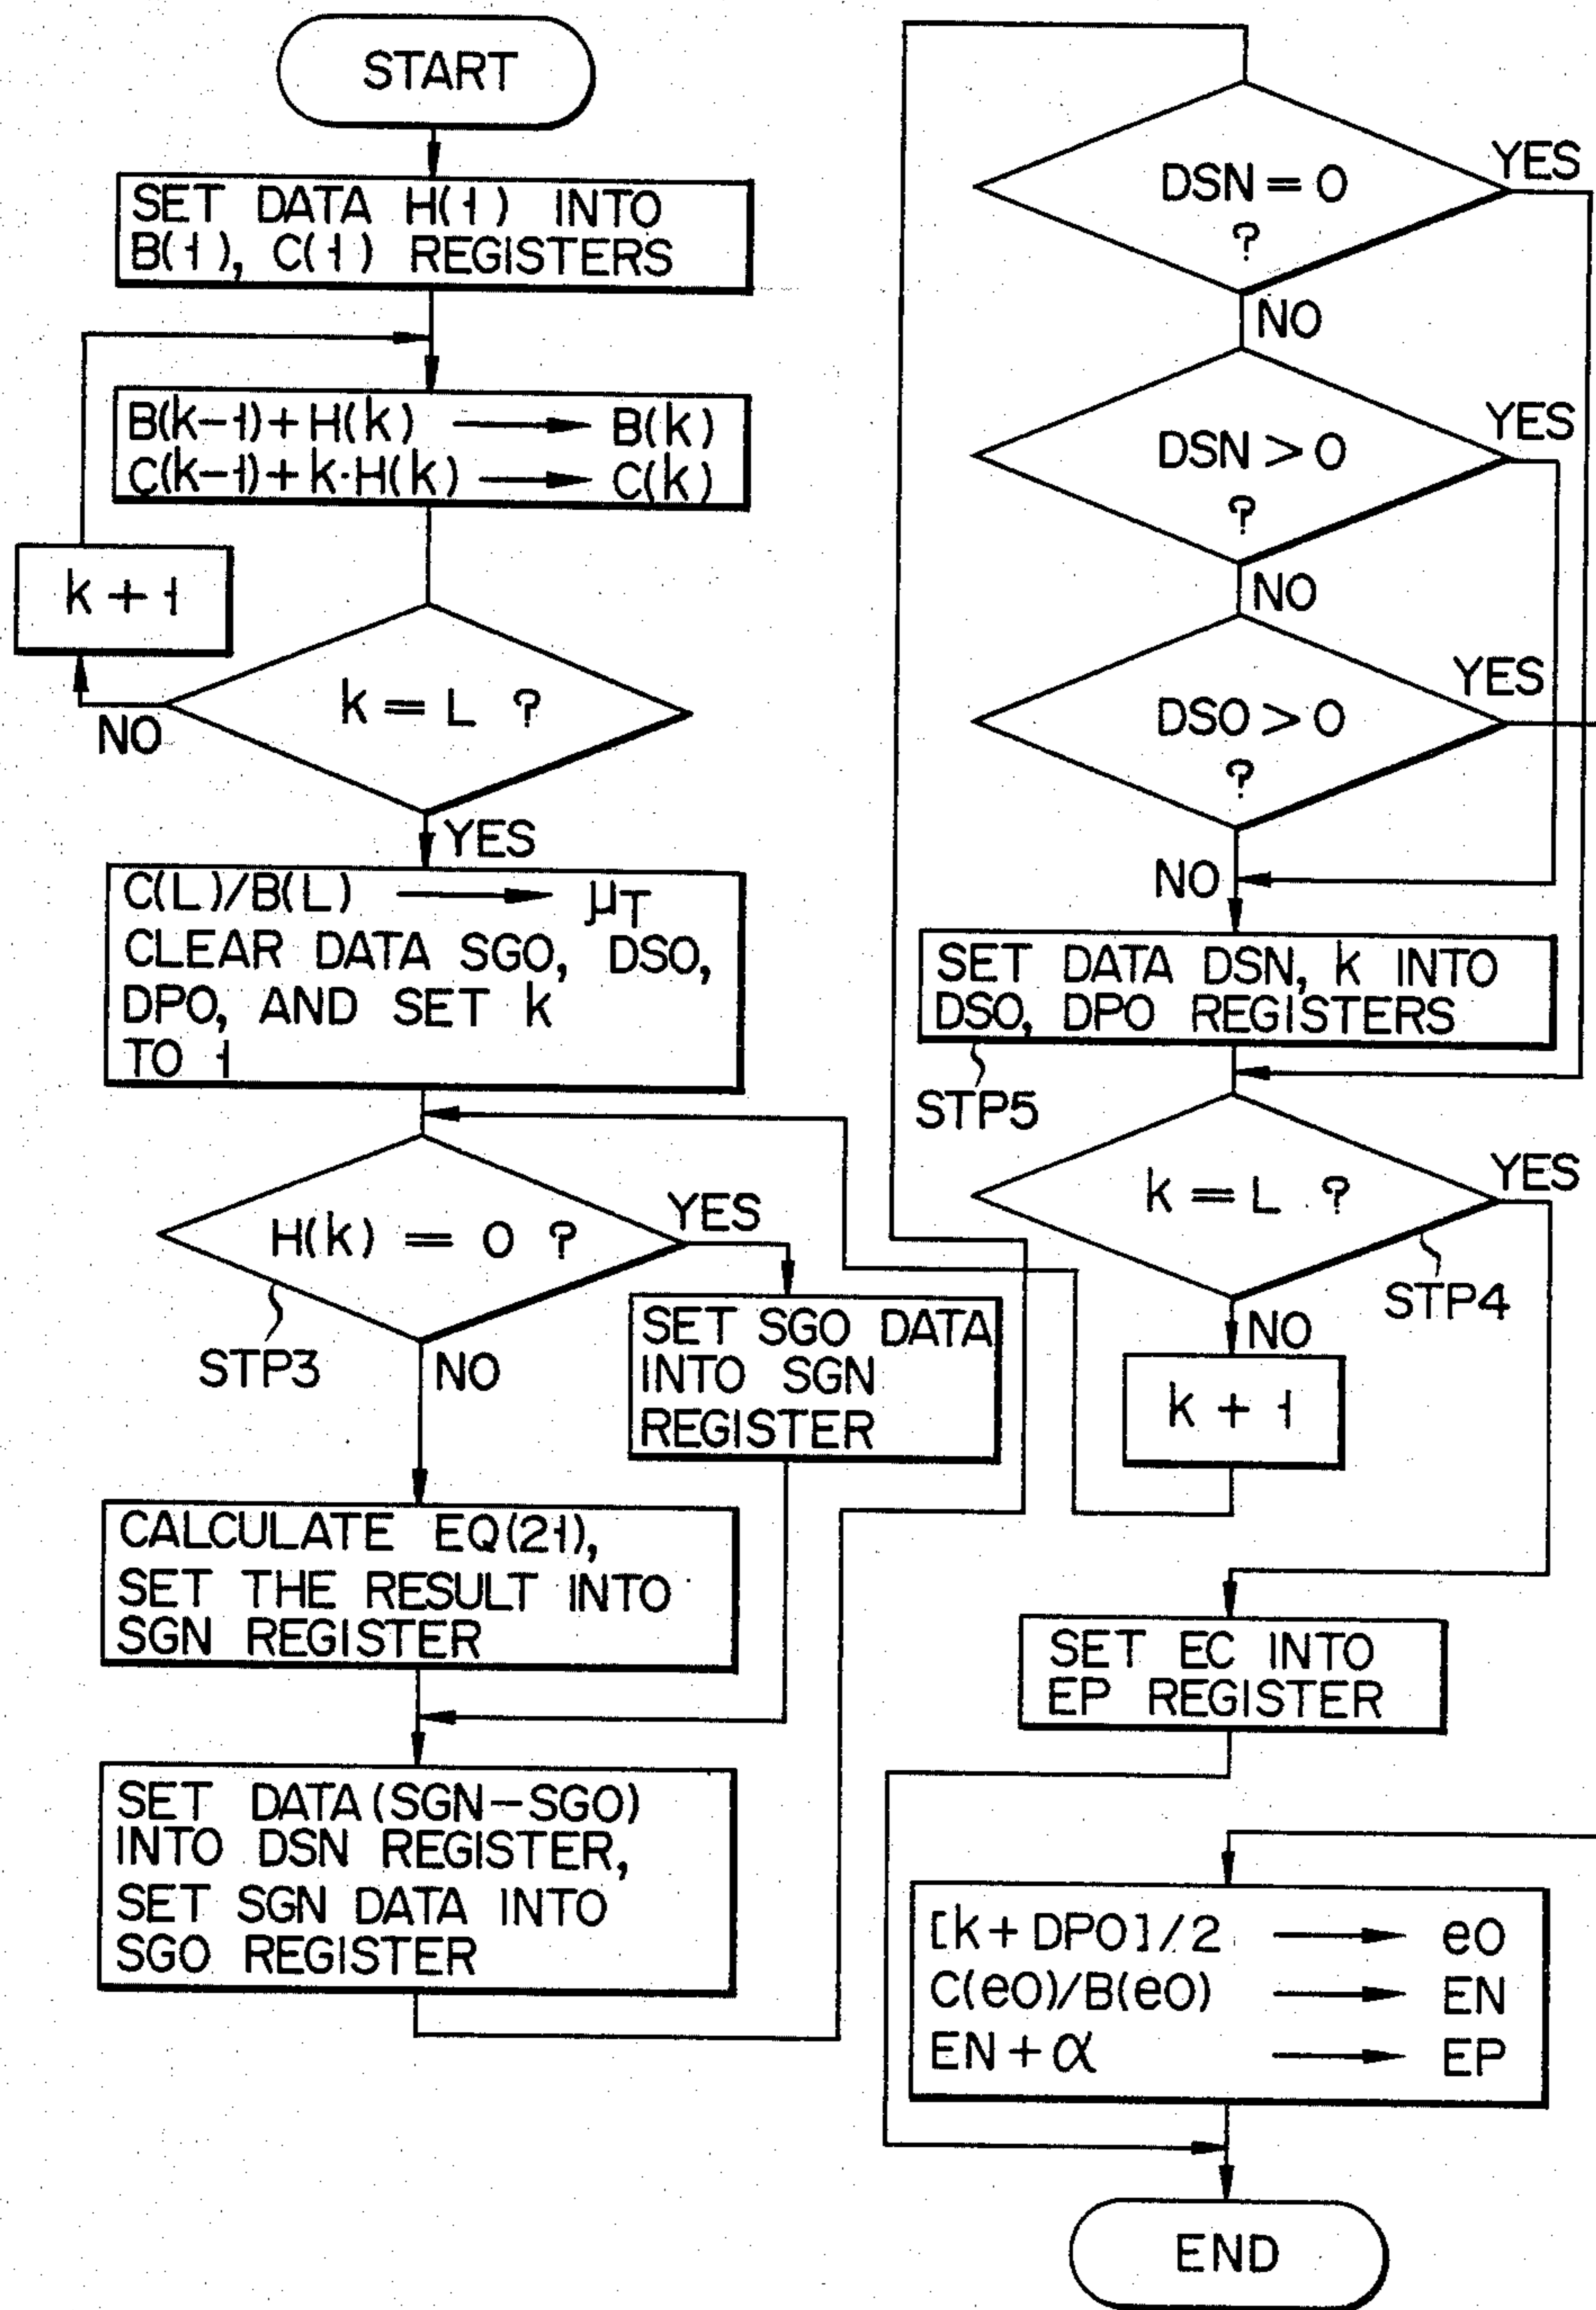 START
SET DATA H(1) INTO
B(1), C(1) REGISTERS
B(k-1)+H(k) → B(k)
C(k-1)+k·H(k) → C(k)
k+1
k = L ?
NO
YES
C(L)/B(L) → μT
CLEAR DATA SGO, DSO,
DPO, AND SET k
TO 1
H(k) = 0 ?
YES
STP3
NO
SET SGO DATA
INTO SGN
REGISTER
CALCULATE EQ(21),
SET THE RESULT INTO
SGN REGISTER
SET DATA (SGN-SGO)
INTO DSN REGISTER,
SET SGN DATA INTO
SGO REGISTER
DSN = 0
?
YES
NO
DSN > 0
?
YES
NO
DSO > 0
?
YES
NO
SET DATA DSN, k INTO
DSO, DPO REGISTERS
STP5
k = L ?
YES
STP4
NO
k+1
SET EC INTO
EP REGISTER
[k+DPO]/2 → eO
C(eO)/B(eO) → EN
EN+α → EP
END